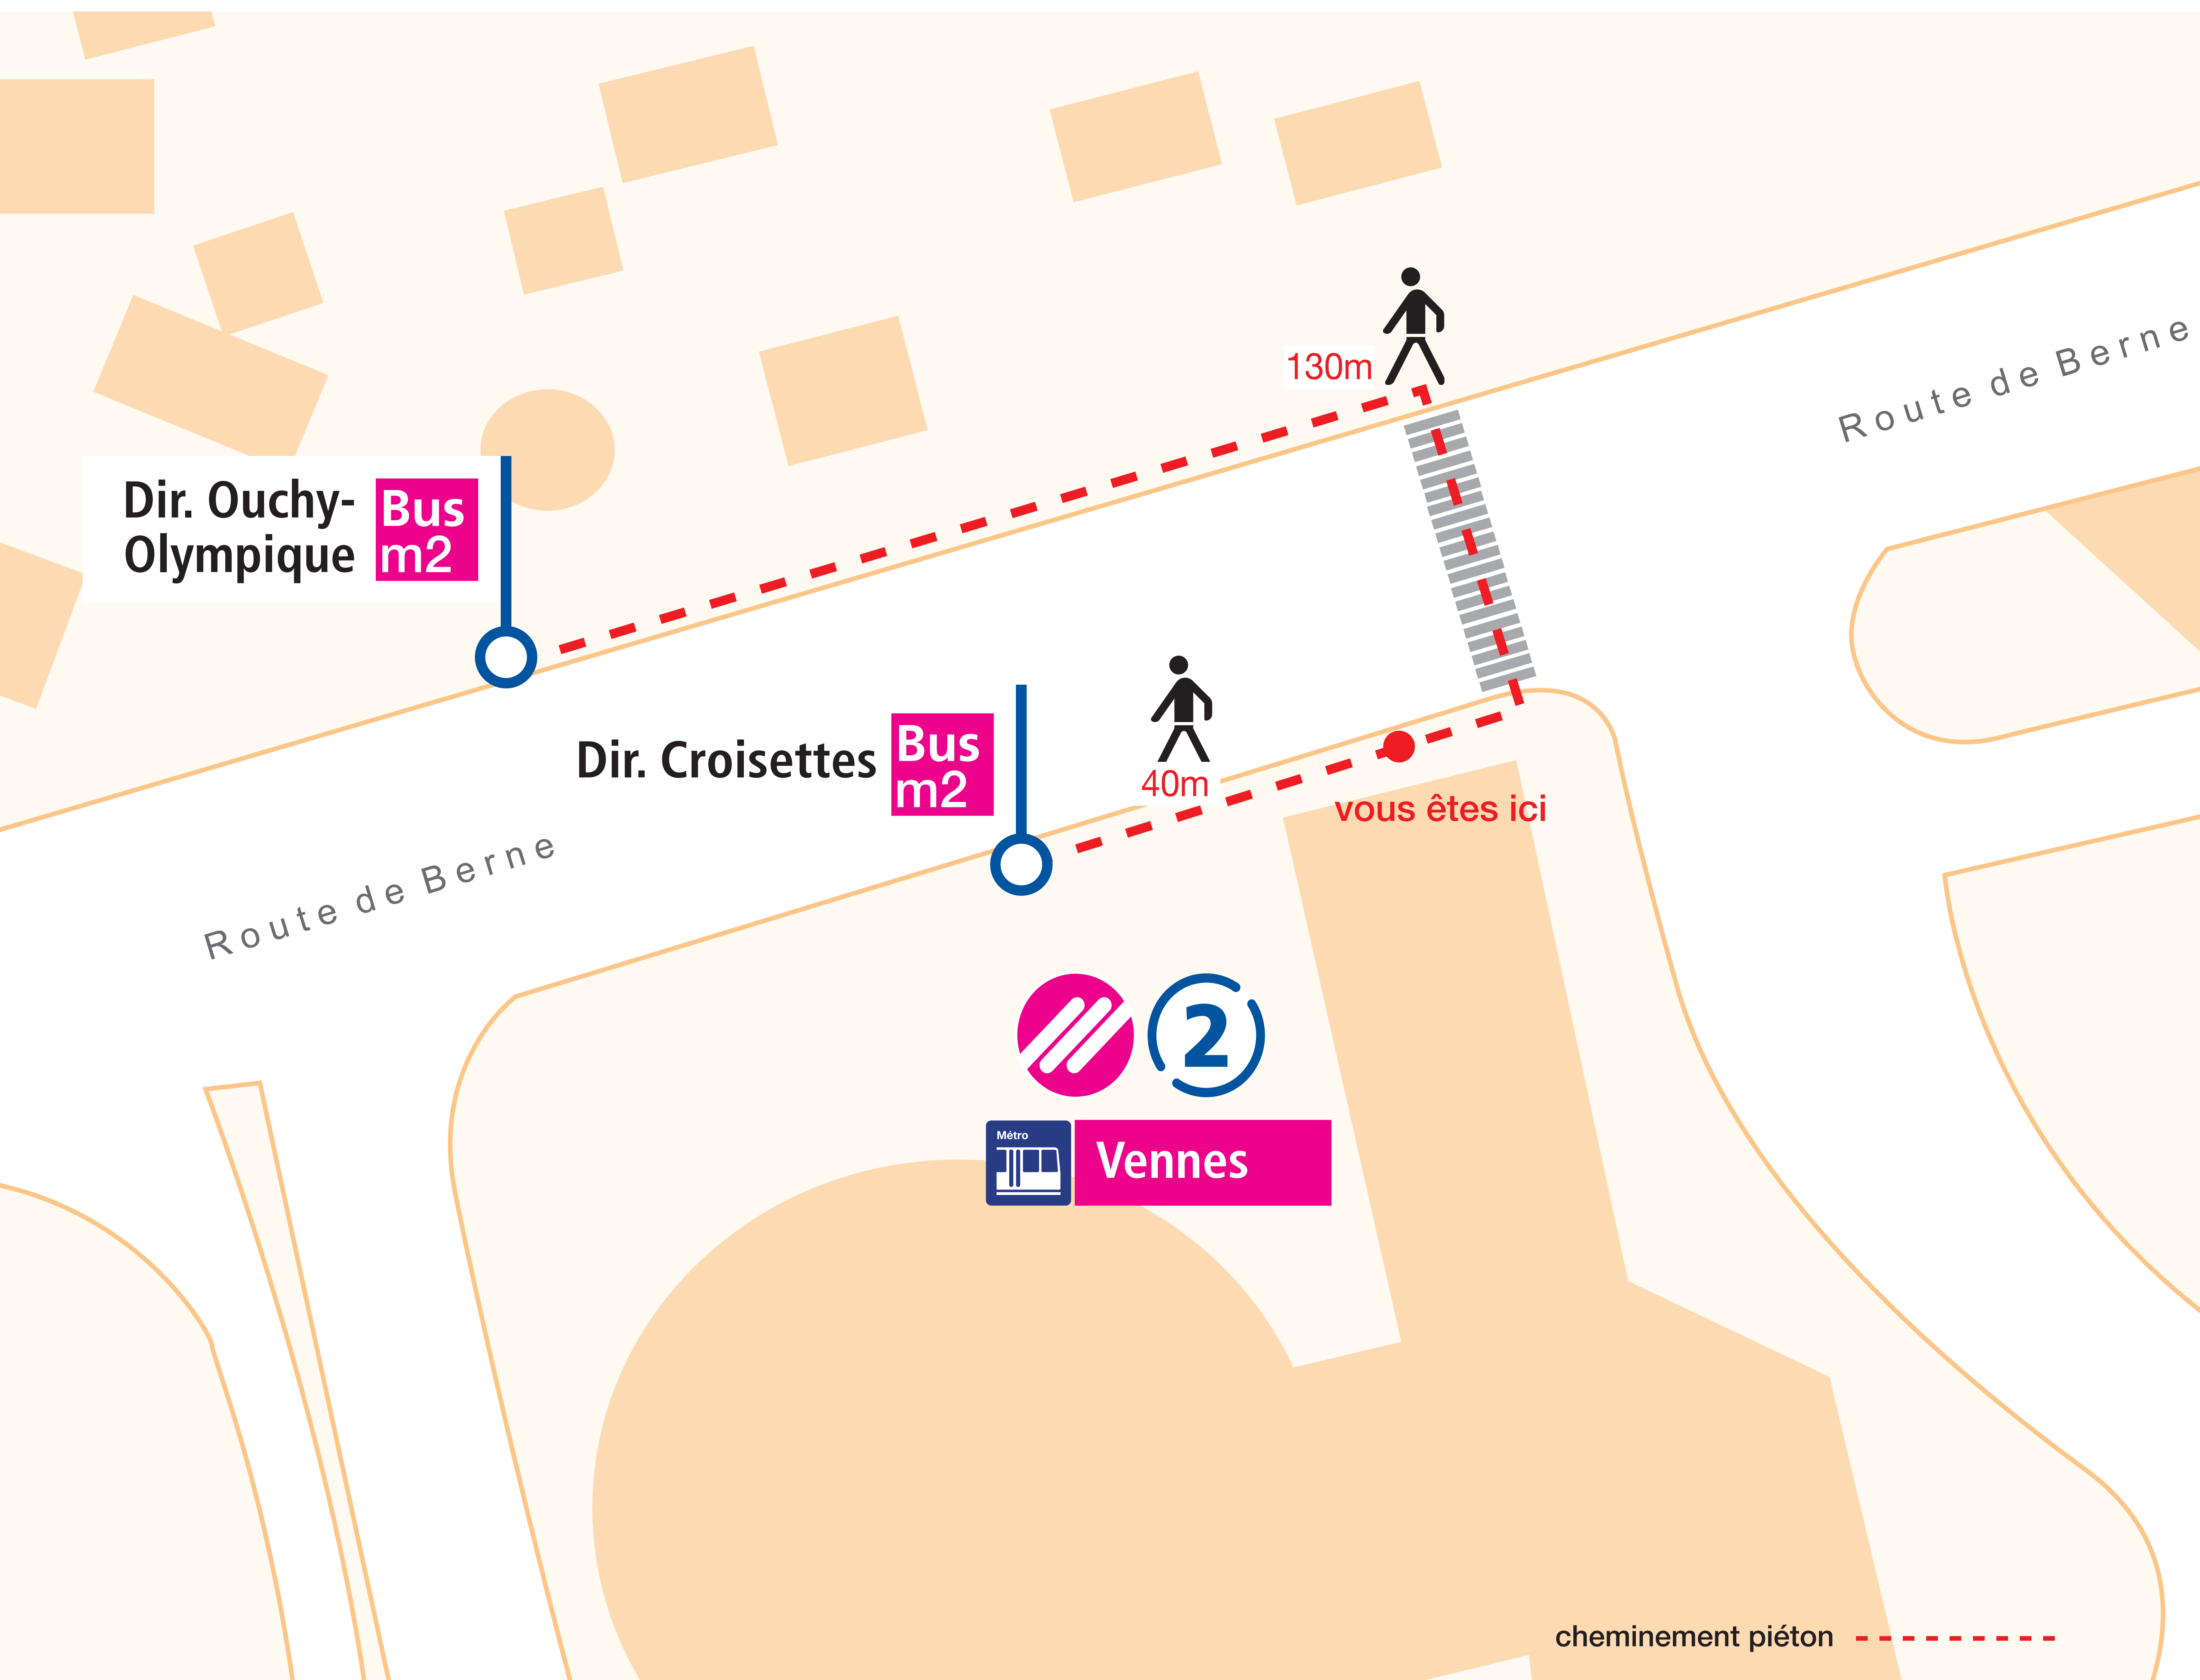 130m
Route de Berne
Dir. Ouchy-
Olympique
Bus
m2
Dir. Croisettes
Bus
m2
40m
vous êtes ici
Route de Berne
2
Métro
Vennes
cheminement piéton